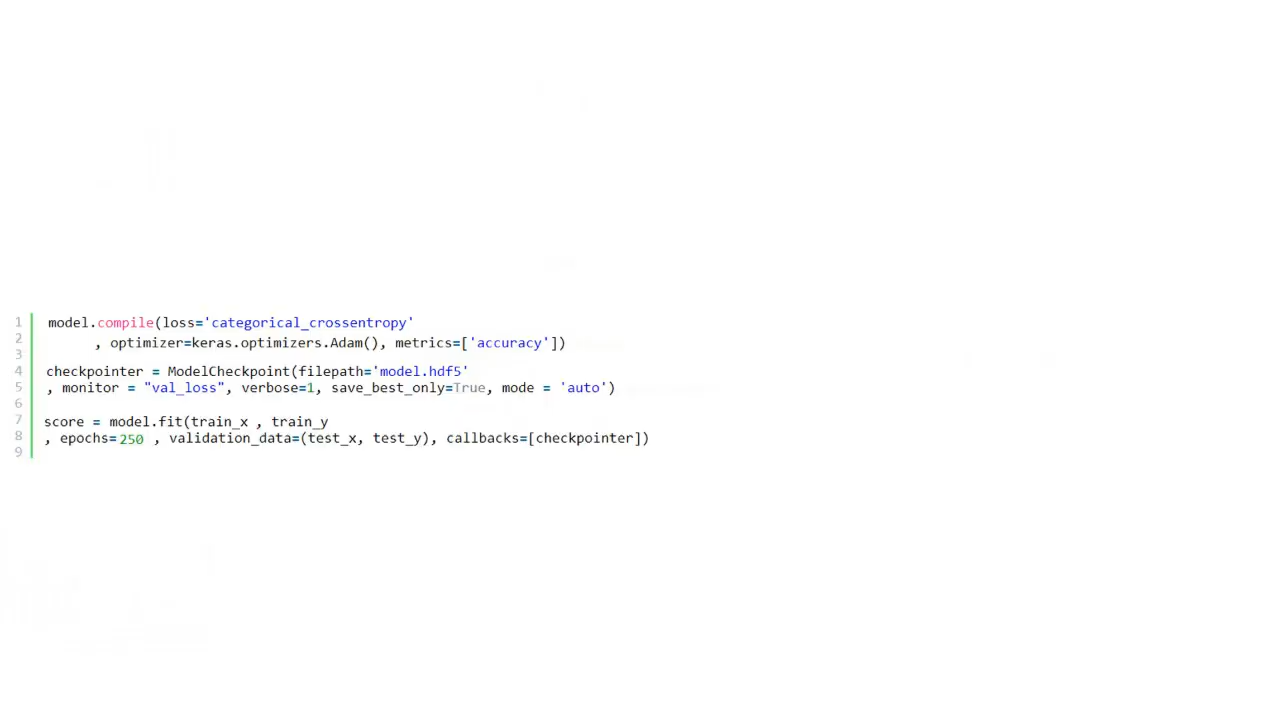 1 model.compile(loss='categorical_crossentropy'
2 , optimizer=keras.optimizers.Adam(), metrics=['accuracy'])
3
4 checkpointer = ModelCheckpoint(filepath='model.hdf5'
5 , monitor = "val_loss", verbose=1, save_best_only=True, mode = 'auto')
6
7 score = model.fit(train_x , train_y
8 , epochs=250 , validation_data=(test_x, test_y), callbacks=[checkpointer])
9